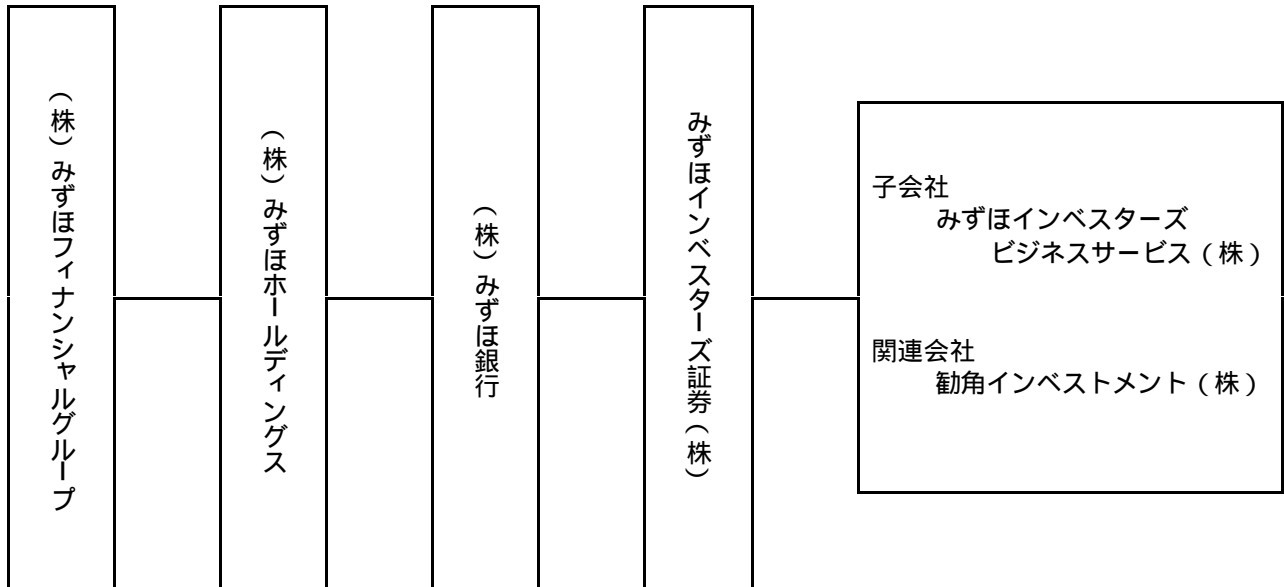 （株）みずほフィナンシャルグループ
（株）みずほホールディングス
（株）みずほ銀行
みずほインベスターズ証券（株）
子会社
みずほインベスターズ
ビジネスサービス（株）
関連会社
勧角インベストメント（株）